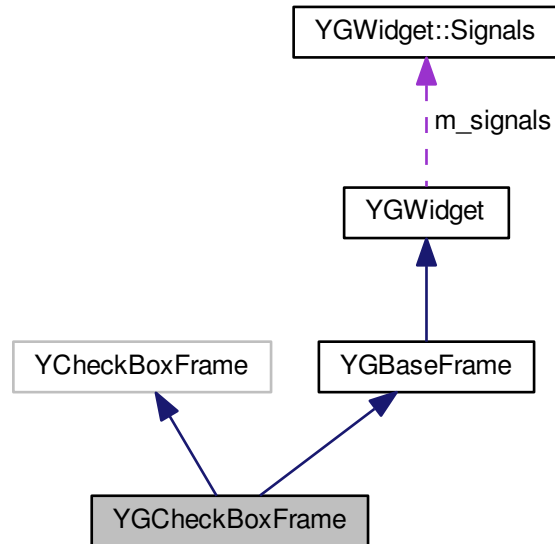 YGWidget::Signals
m_signals
YGWidget
YCheckBoxFrame
YGBaseFrame
YGCheckBoxFrame